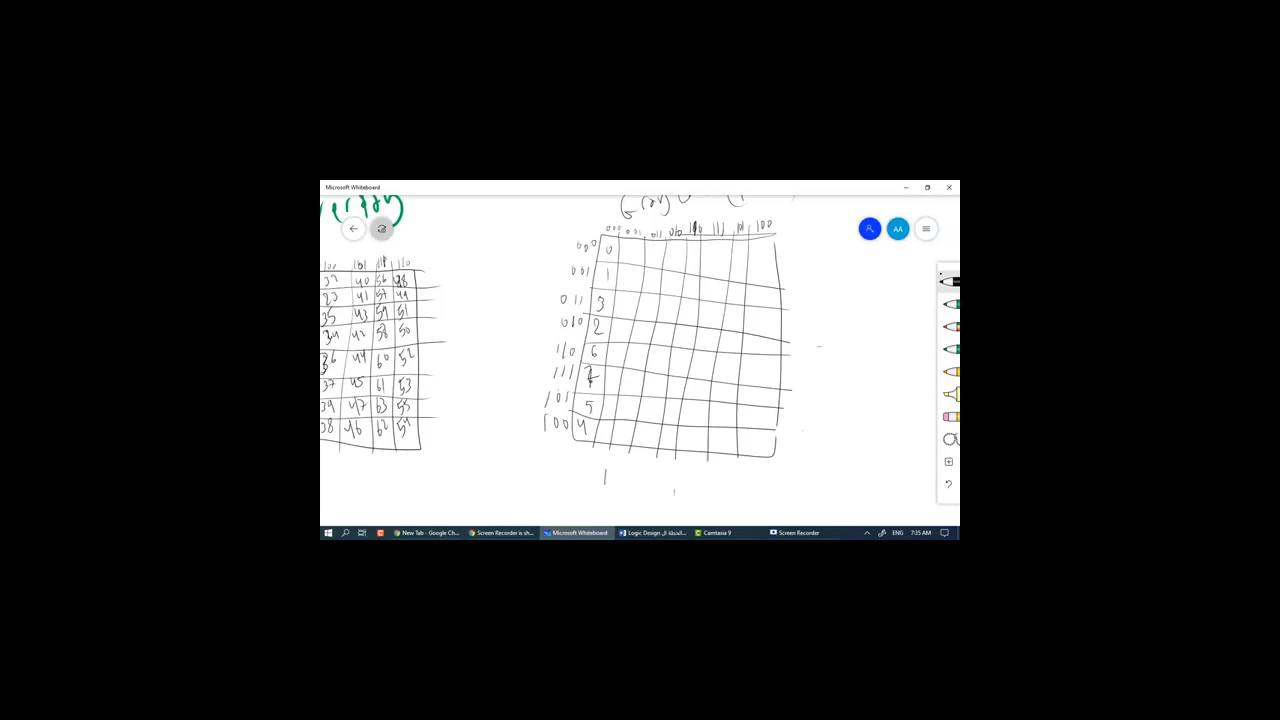 Microsoft Whiteboard
AA
000 001 011 010 110 111 101 100
000 0
001 1
011 3
010 2
110 6
111 7
101 5
100 4
100 101 111 110
32 40 56 48
41 57 49
35 43 59 51
34 42 58 50
36 44 60 52
37 45 61 53
39 47 63 55
38 46 62 54
New Tab - Google Ch...
Screen Recorder is sh...
Microsoft Whiteboard
Logic Design ...
Camtasia 9
Screen Recorder
ENG
7:35 AM